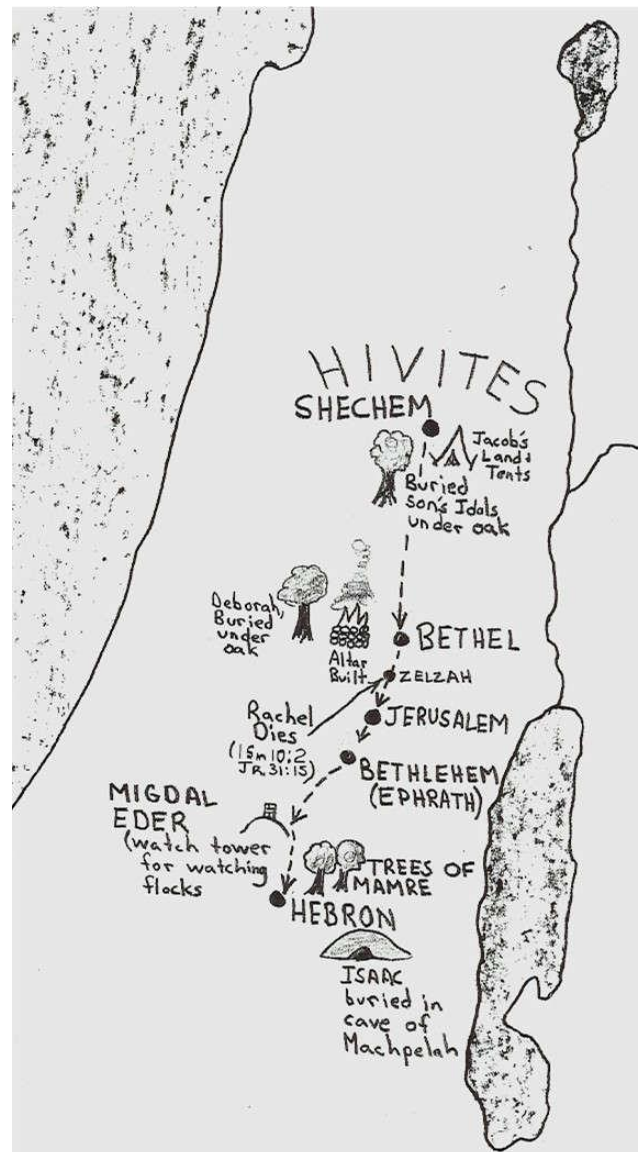 HIVITES
SHECHEM
Jacob's
Land &
Tents
Buried
Son's Idols
under oak
Deborah,
Buried
under
oak
Altar
Built
BETHEL
ZELZAH
Rachel
Dies
(1 Sm 10:2
JR 31:15)
JERUSALEM
BETHLEHEM
(EPHRATH)
MIGDAL
EDER
(watch tower
for watching
flocks
TREES OF
MAMRE
HEBRON
ISAAC
buried in
cave of
Machpelah